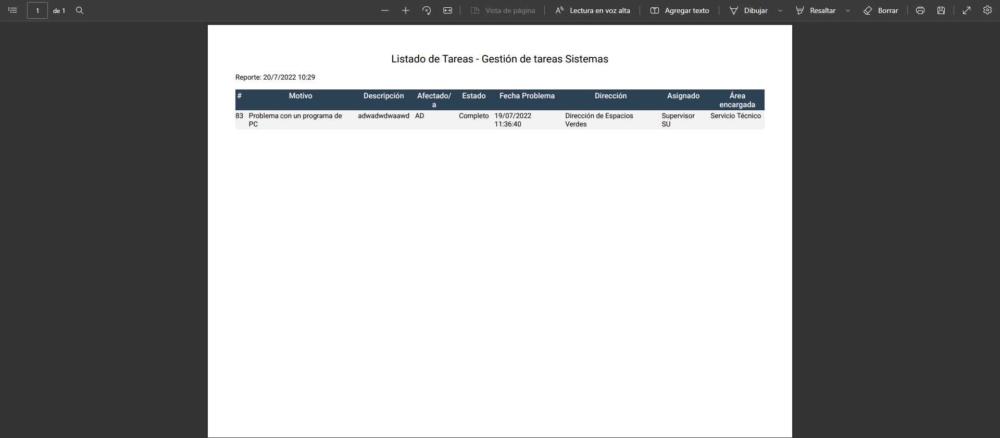 1 de 1 Vista de página Lectura en voz alta Agregar texto Dibujar Resaltar Borrar
Listado de Tareas - Gestión de tareas Sistemas
Reporte: 20/7/2022 10:29
# Motivo Descripción Afectado/ Estado Fecha Problema Dirección Asignado Área
a encargada
83 Problema con un programa de adwadwdwaawd AD Completo 19/07/2022 Dirección de Espacios Supervisor Servicio Técnico
PC 11:36:40 Verdes SU